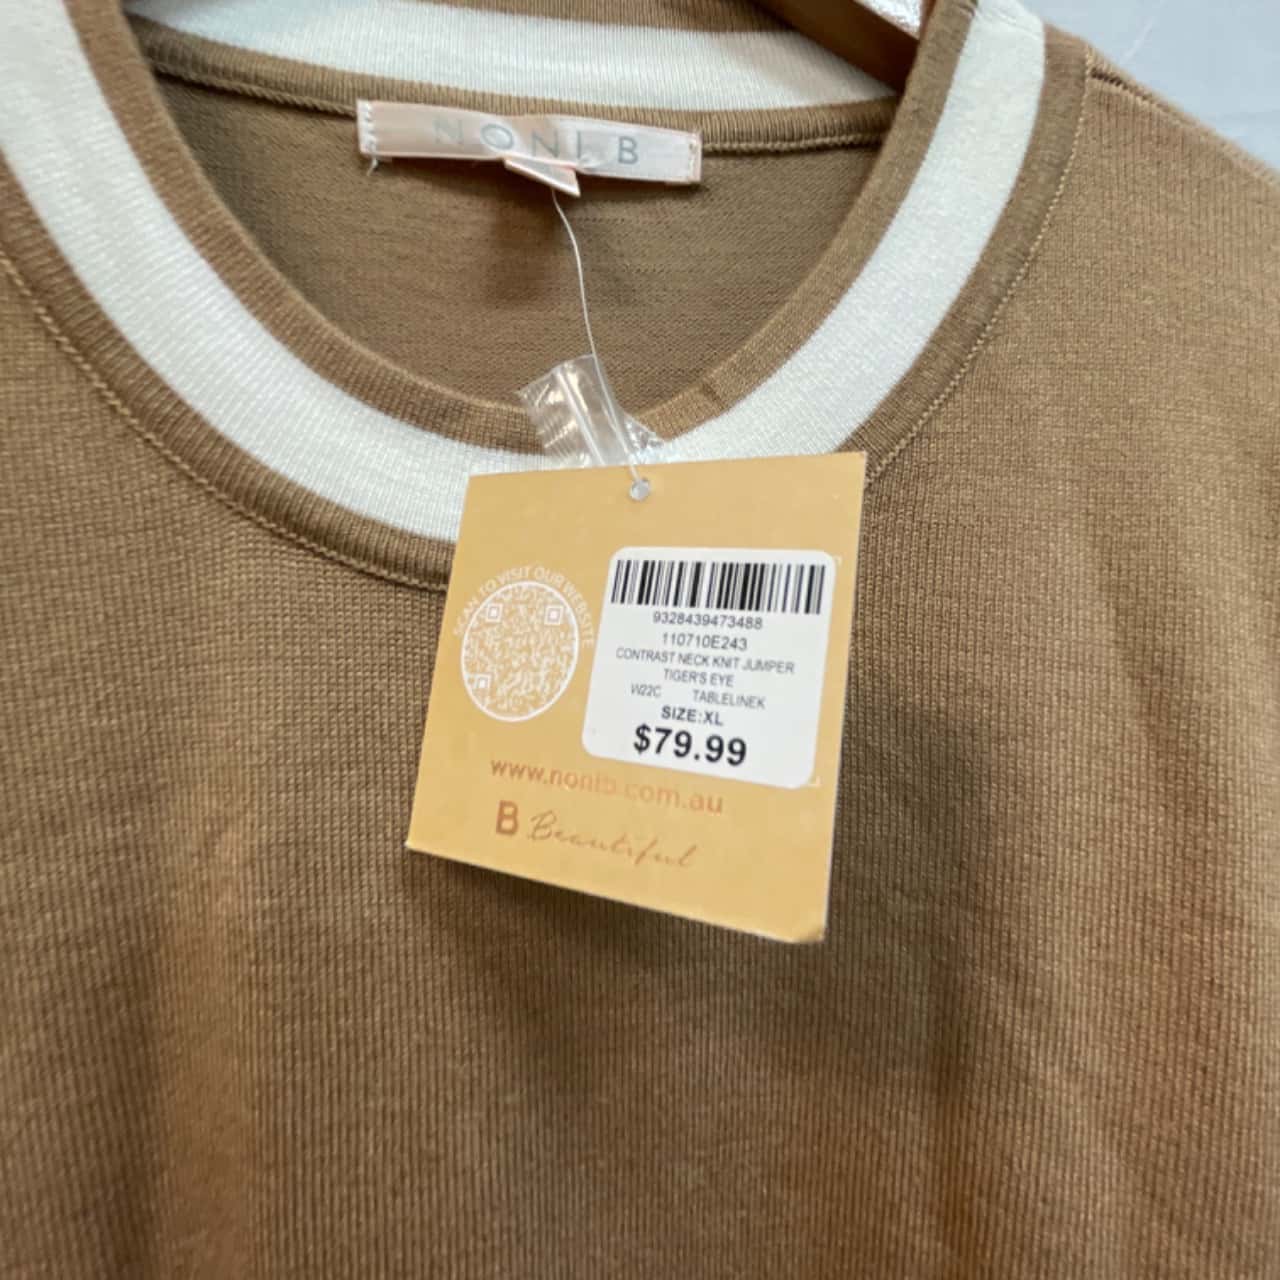 NONI B
SCAN TO VISIT OUR WEBSITE
9328439473488
110710E243
CONTRAST NECK KNIT JUMPER
TIGER'S EYE
W22C TABLELINEK
SIZE:XL
$79.99
www.nonib.com.au
B Beautiful